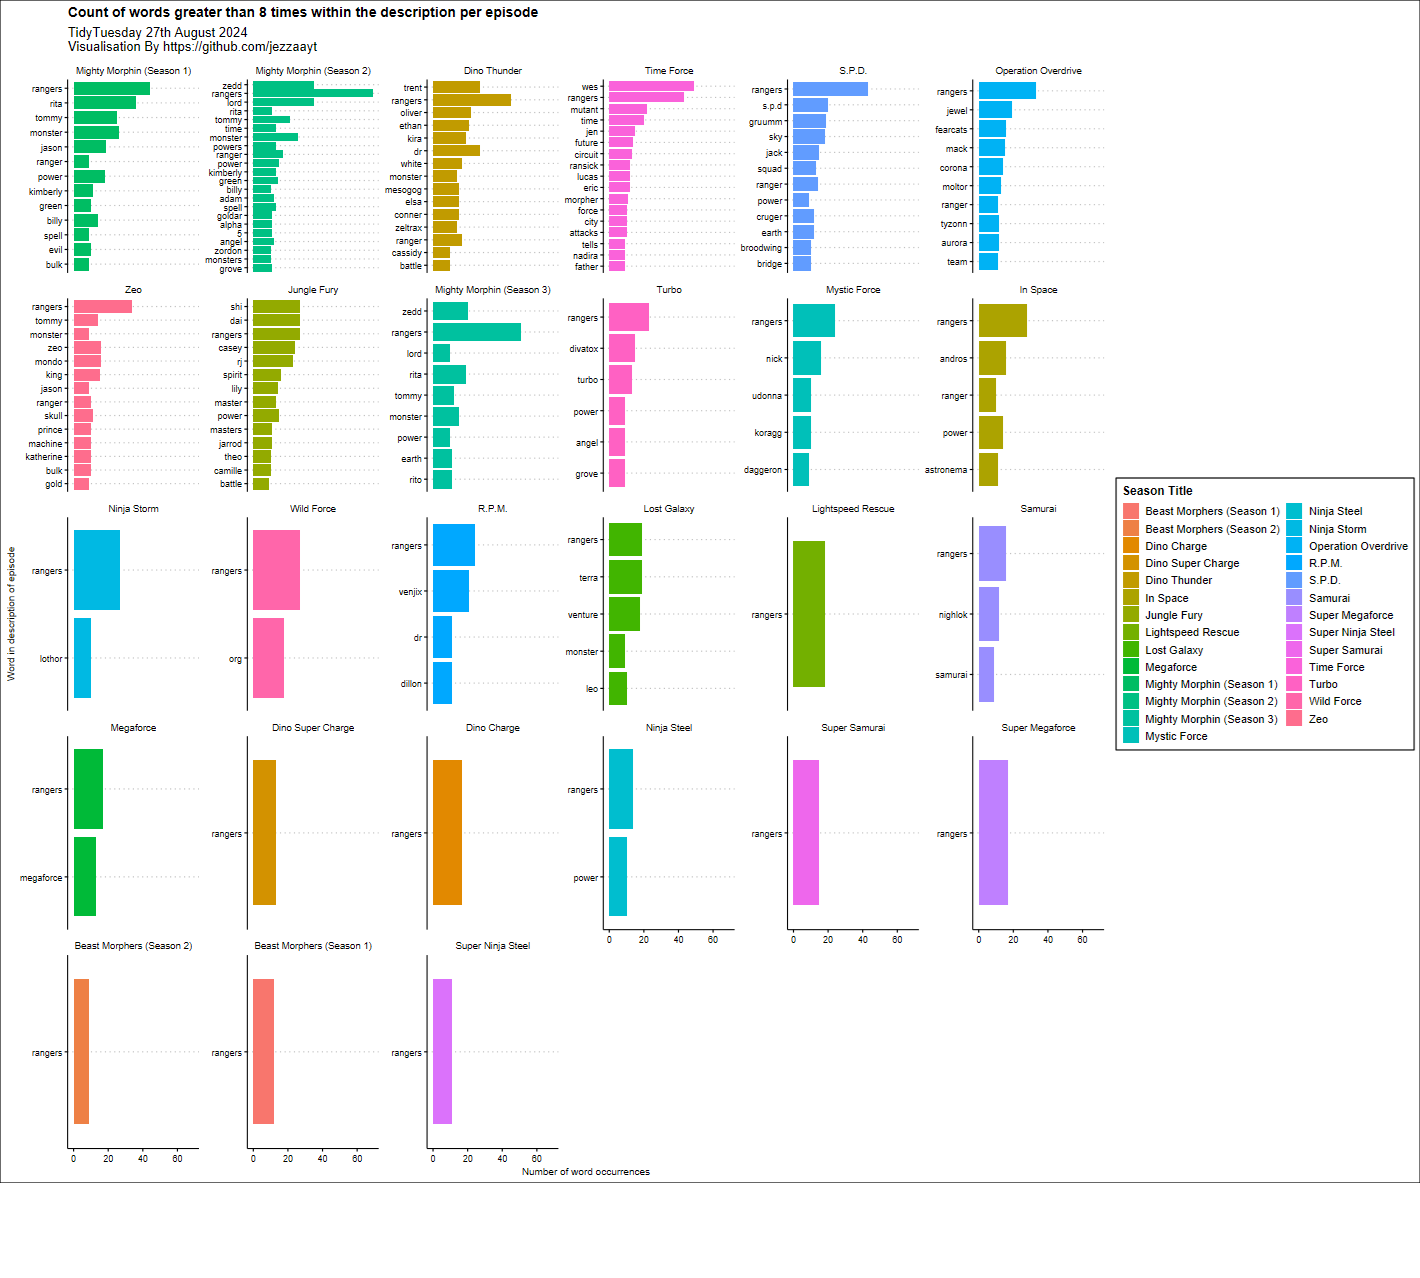 Count of words greater than 8 times within the description per episode
TidyTuesday 27th August 2024
Visualisation By https://github.com/jezzaayt
Word in description of episode
Mighty Morphin (Season 1)
rangers
rita
tommy
monster
jason
ranger
power
kimberly
green
billy
spell
evil
bulk
Mighty Morphin (Season 2)
zedd
rangers
lord
rita
tommy
time
monster
powers
ranger
power
kimberly
green
billy
adam
spell
goldar
alpha
5
angel
zordon
monsters
grove
Dino Thunder
trent
rangers
oliver
ethan
kira
dr
white
monster
mesogog
elsa
conner
zeltrax
ranger
cassidy
battle
Time Force
wes
rangers
mutant
time
jen
future
circuit
ransick
lucas
eric
morpher
force
city
attacks
tells
nadira
father
S.P.D.
rangers
s.p.d
gruumm
sky
jack
squad
ranger
power
cruger
earth
broodwing
bridge
Operation Overdrive
rangers
jewel
fearcats
mack
corona
moltor
ranger
tyzonn
aurora
team
Zeo
rangers
tommy
monster
zeo
mondo
king
jason
ranger
skull
prince
machine
katherine
bulk
gold
Jungle Fury
shi
dai
rangers
casey
rj
spirit
lily
master
power
masters
jarrod
theo
camille
battle
Mighty Morphin (Season 3)
zedd
rangers
lord
rita
tommy
monster
power
earth
rito
Turbo
rangers
divatox
turbo
power
angel
grove
Mystic Force
rangers
nick
udonna
koragg
daggeron
In Space
rangers
andros
ranger
power
astronema
Ninja Storm
rangers
lothor
Wild Force
rangers
org
R.P.M.
rangers
venjix
dr
dillon
Lost Galaxy
rangers
terra
venture
monster
leo
Lightspeed Rescue
rangers
Samurai
rangers
nighlok
samurai
Megaforce
rangers
megaforce
Dino Super Charge
rangers
Dino Charge
rangers
Ninja Steel
rangers
power
0 20 40 60
Super Samurai
rangers
0 20 40 60
Super Megaforce
rangers
0 20 40 60
Beast Morphers (Season 2)
rangers
0 20 40 60
Beast Morphers (Season 1)
rangers
0 20 40 60
Super Ninja Steel
rangers
0 20 40 60
Number of word occurrences
Season Title
Beast Morphers (Season 1)
Beast Morphers (Season 2)
Dino Charge
Dino Super Charge
Dino Thunder
In Space
Jungle Fury
Lightspeed Rescue
Lost Galaxy
Megaforce
Mighty Morphin (Season 1)
Mighty Morphin (Season 2)
Mighty Morphin (Season 3)
Mystic Force
Ninja Steel
Ninja Storm
Operation Overdrive
R.P.M.
S.P.D.
Samurai
Super Megaforce
Super Ninja Steel
Super Samurai
Time Force
Turbo
Wild Force
Zeo